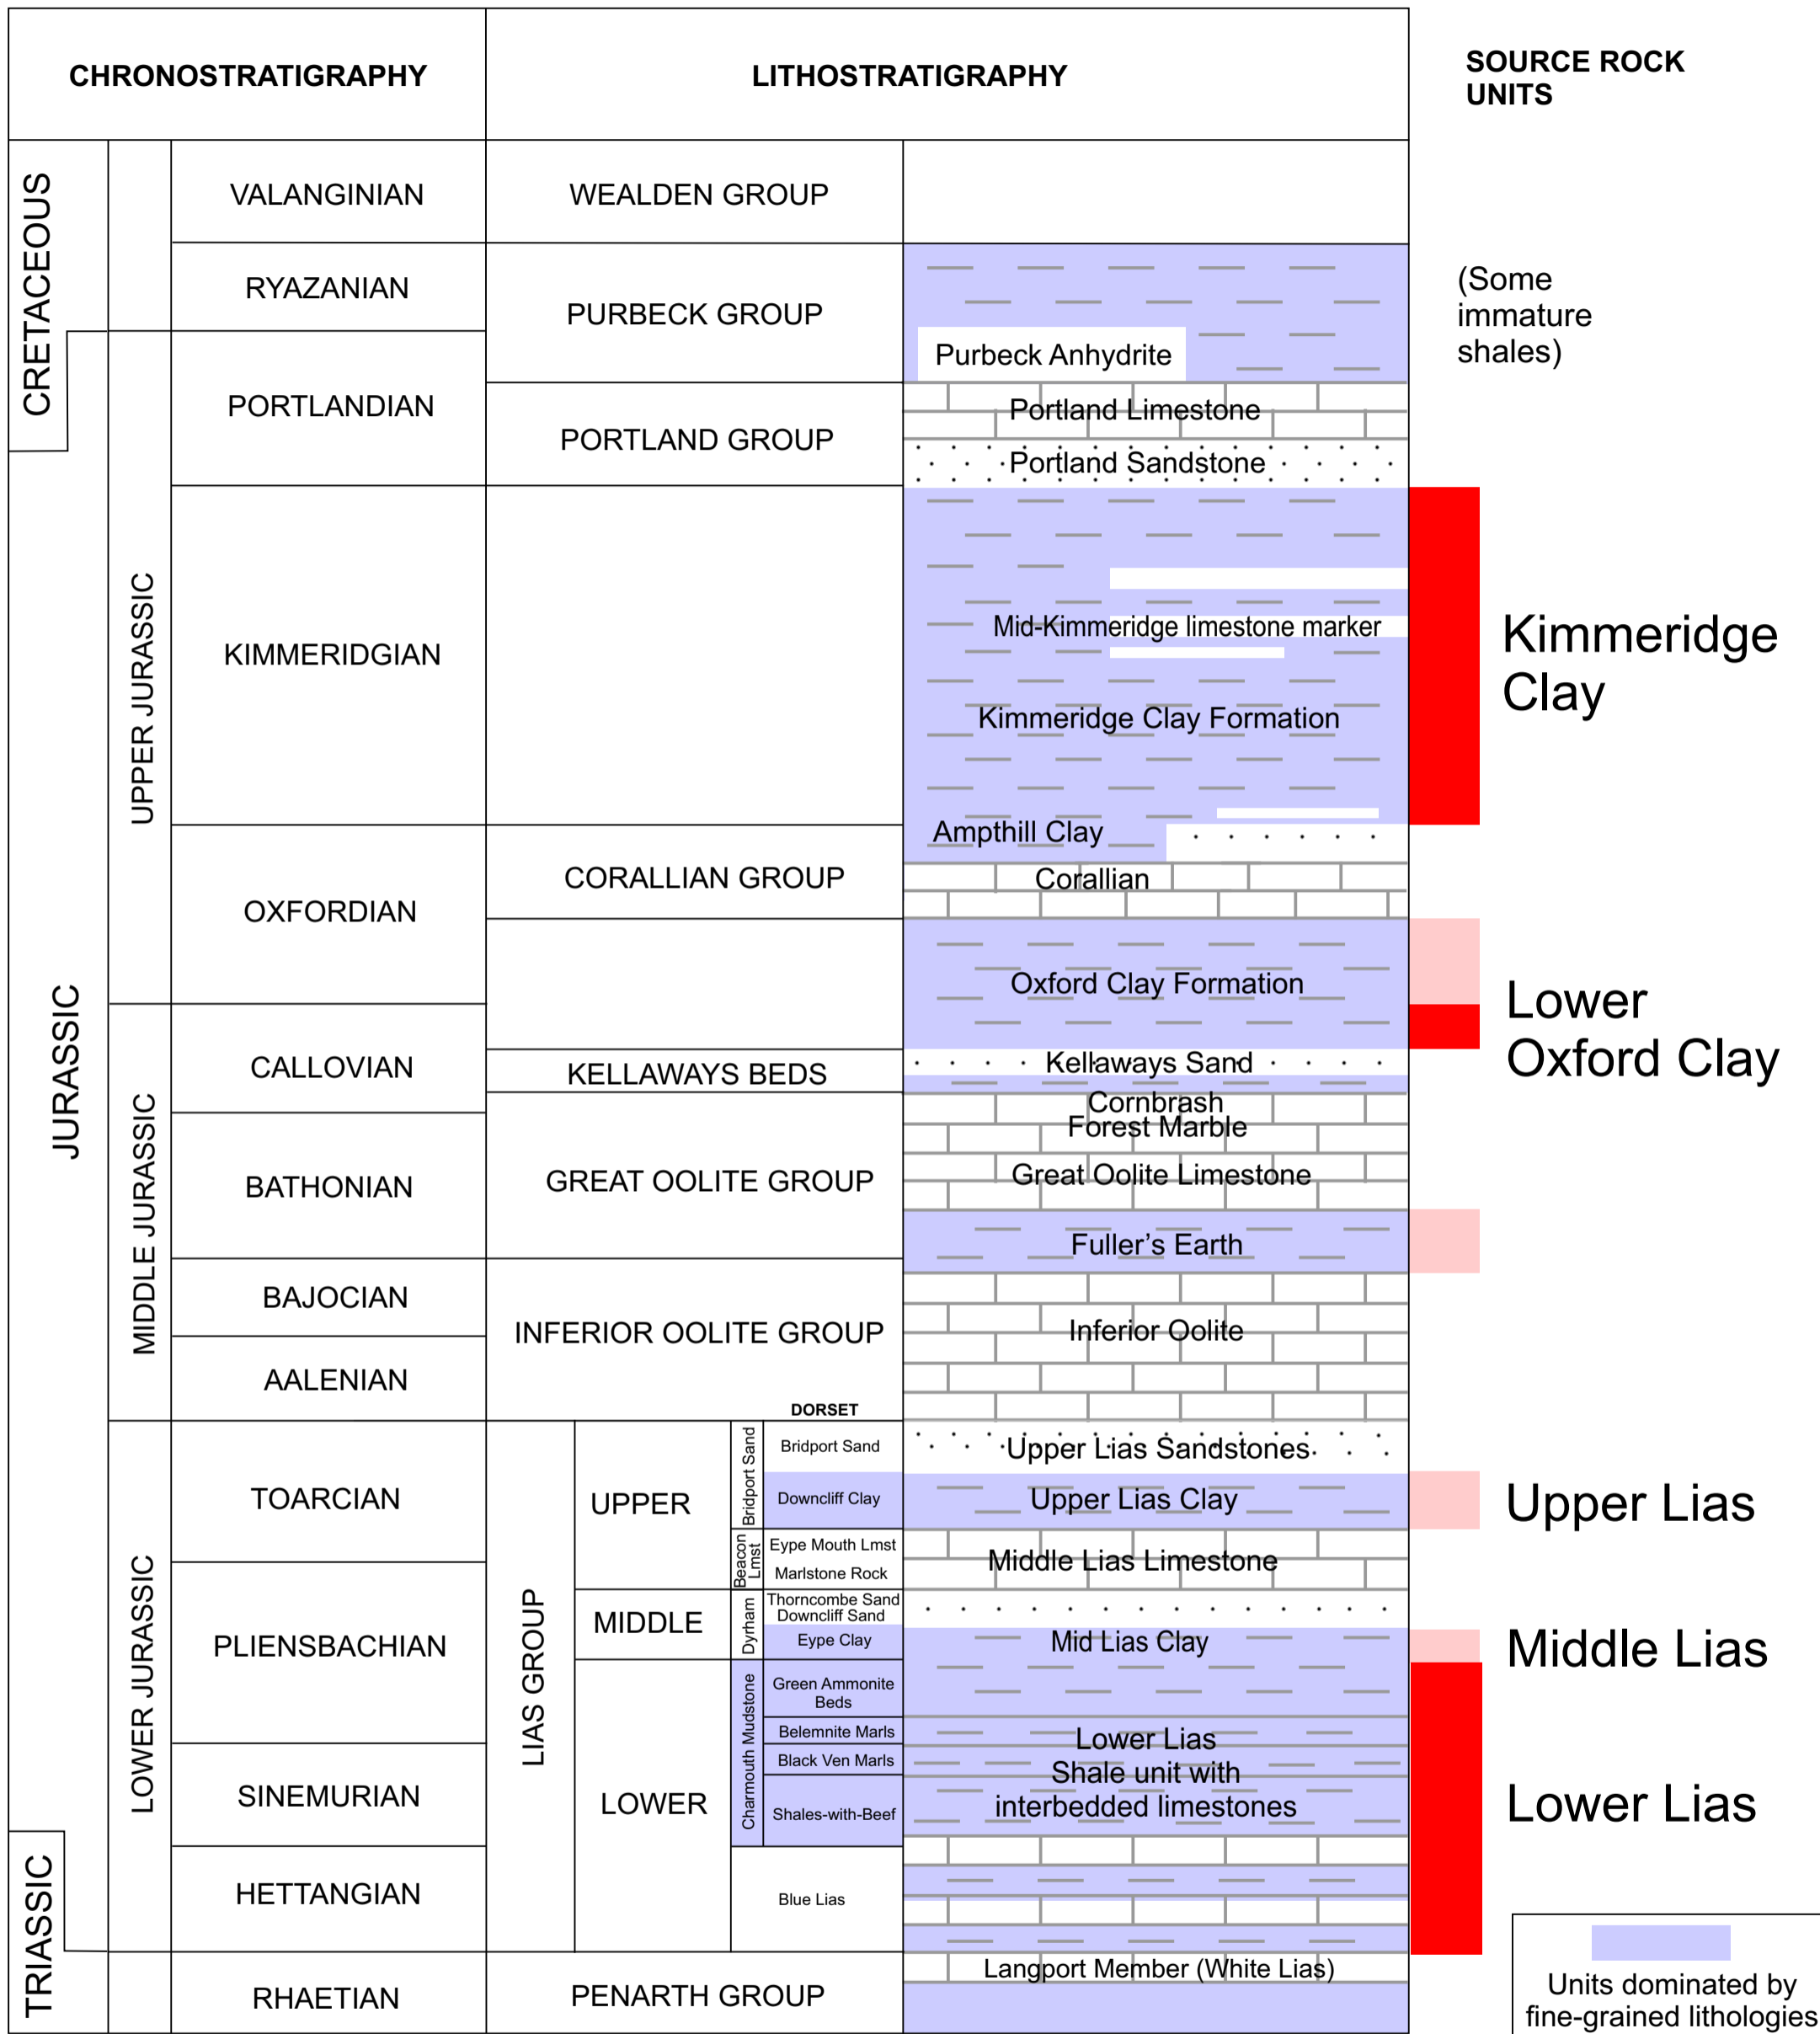 CHRONOSTRATIGRAPHY
LITHOSTRATIGRAPHY
SOURCE ROCK
UNITS
CRETACEOUS
JURASSIC
TRIASSIC
UPPER JURASSIC
MIDDLE JURASSIC
LOWER JURASSIC
VALANGINIAN
RYAZANIAN
PORTLANDIAN
KIMMERIDGIAN
OXFORDIAN
CALLOVIAN
BATHONIAN
BAJOCIAN
AALENIAN
TOARCIAN
PLIENSBACHIAN
SINEMURIAN
HETTANGIAN
RHAETIAN
WEALDEN GROUP
PURBECK GROUP
PORTLAND GROUP
CORALLIAN GROUP
KELLAWAYS BEDS
GREAT OOLITE GROUP
INFERIOR OOLITE GROUP
DORSET
LIAS GROUP
UPPER
MIDDLE
LOWER
Bridport Sand
Beacon
Lmst
Dyrham
Charmouth Mudstone
Bridport Sand
Downcliff Clay
Eype Mouth Lmst
Marlstone Rock
Thorncombe Sand
Downcliff Sand
Eype Clay
Green Ammonite
Beds
Belemnite Marls
Black Ven Marls
Shales-with-Beef
Blue Lias
PENARTH GROUP
Purbeck Anhydrite
Portland Limestone
Portland Sandstone
Mid-Kimmeridge limestone marker
Kimmeridge Clay Formation
Ampthill Clay
Corallian
Oxford Clay Formation
Kellaways Sand
Cornbrash
Forest Marble
Great Oolite Limestone
Fuller’s Earth
Inferior Oolite
Upper Lias Sandstones
Upper Lias Clay
Middle Lias Limestone
Mid Lias Clay
Lower Lias
Shale unit with
interbedded limestones
Langport Member (White Lias)
(Some
immature
shales)
Kimmeridge
Clay
Lower
Oxford Clay
Upper Lias
Middle Lias
Lower Lias
Units dominated by
fine-grained lithologies